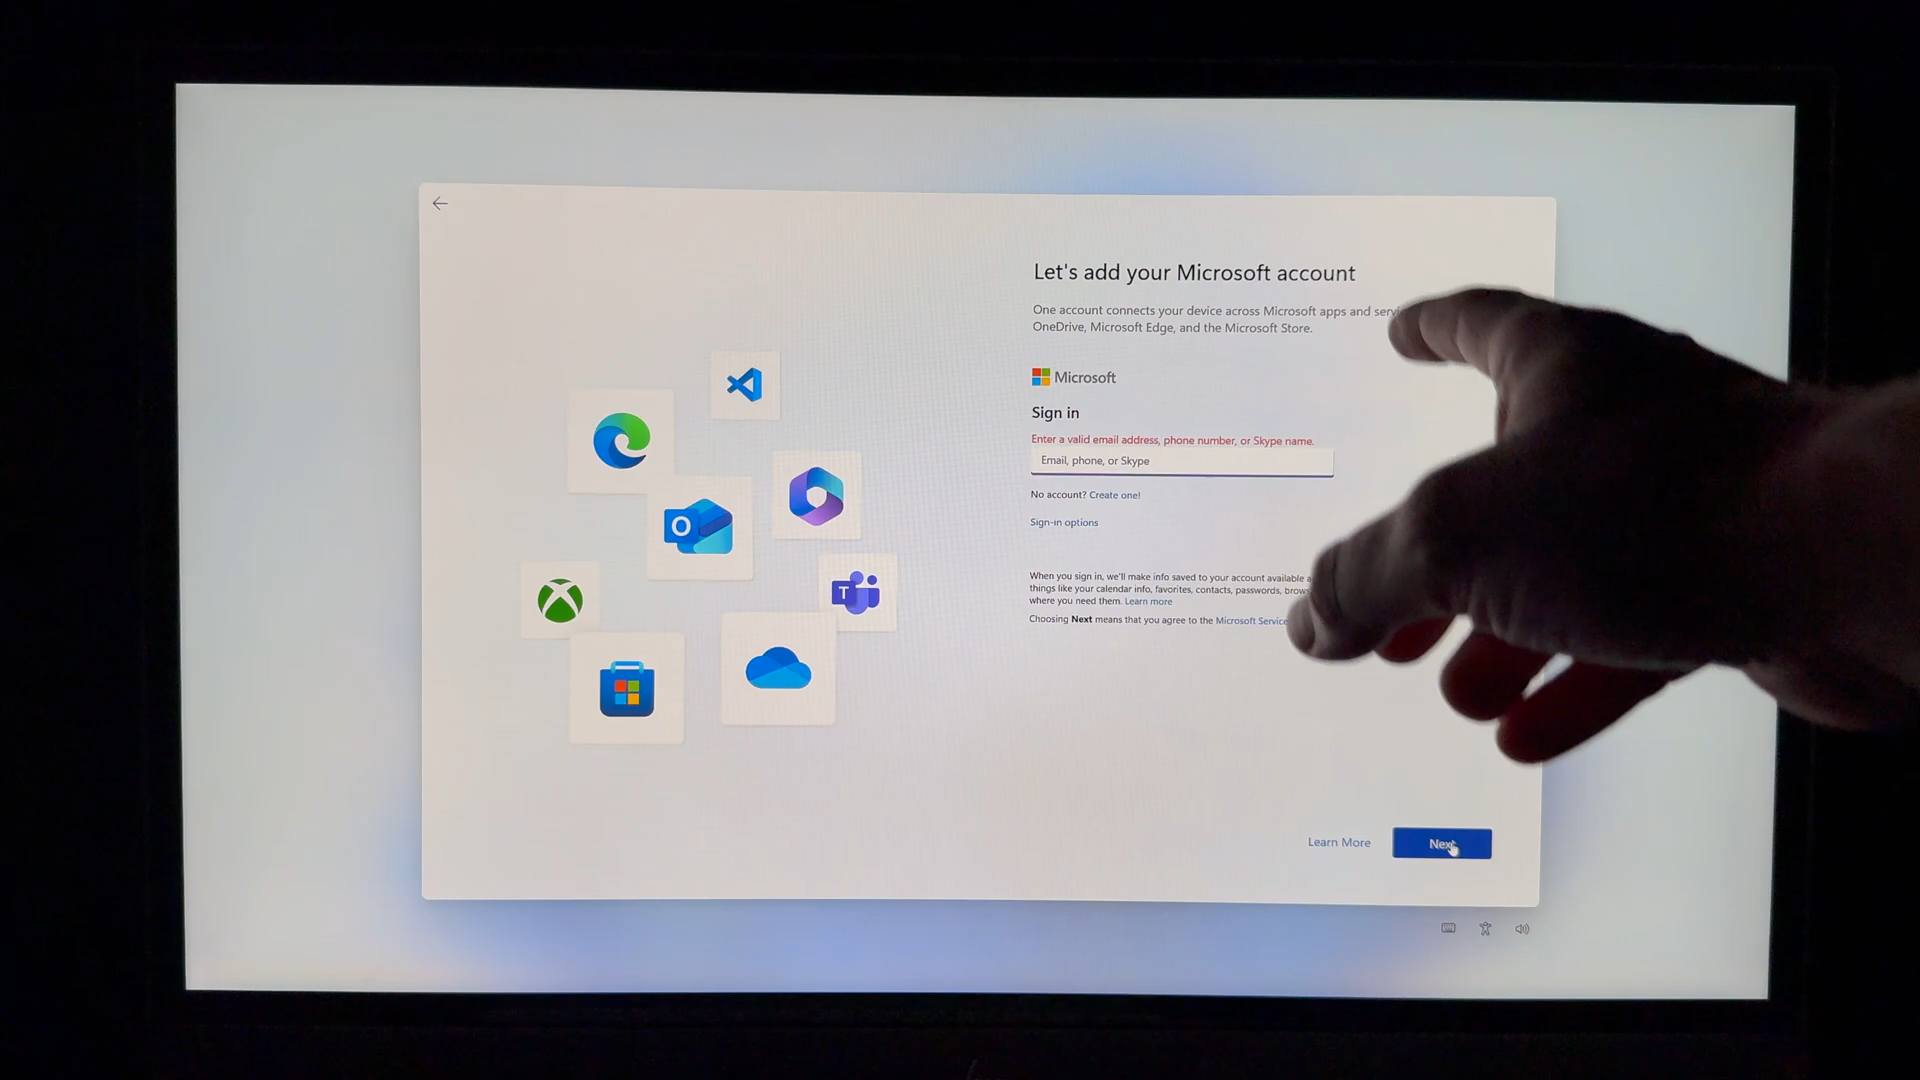 Let's add your Microsoft account
One account connects your device across Microsoft apps and
OneDrive, Microsoft Edge, and the Microsoft Store.
Microsoft
Sign in
Enter a valid email address, phone number, or Skype name.
Email, phone, or Skype
No account? Create one!
Sign-in options
When you sign in, we'll make info saved to your account available
things like your calendar info, favorites, contacts, passwords,
where you need them. Learn more
Choosing Next means that you agree to the Microsoft
O
T
Learn More
Next